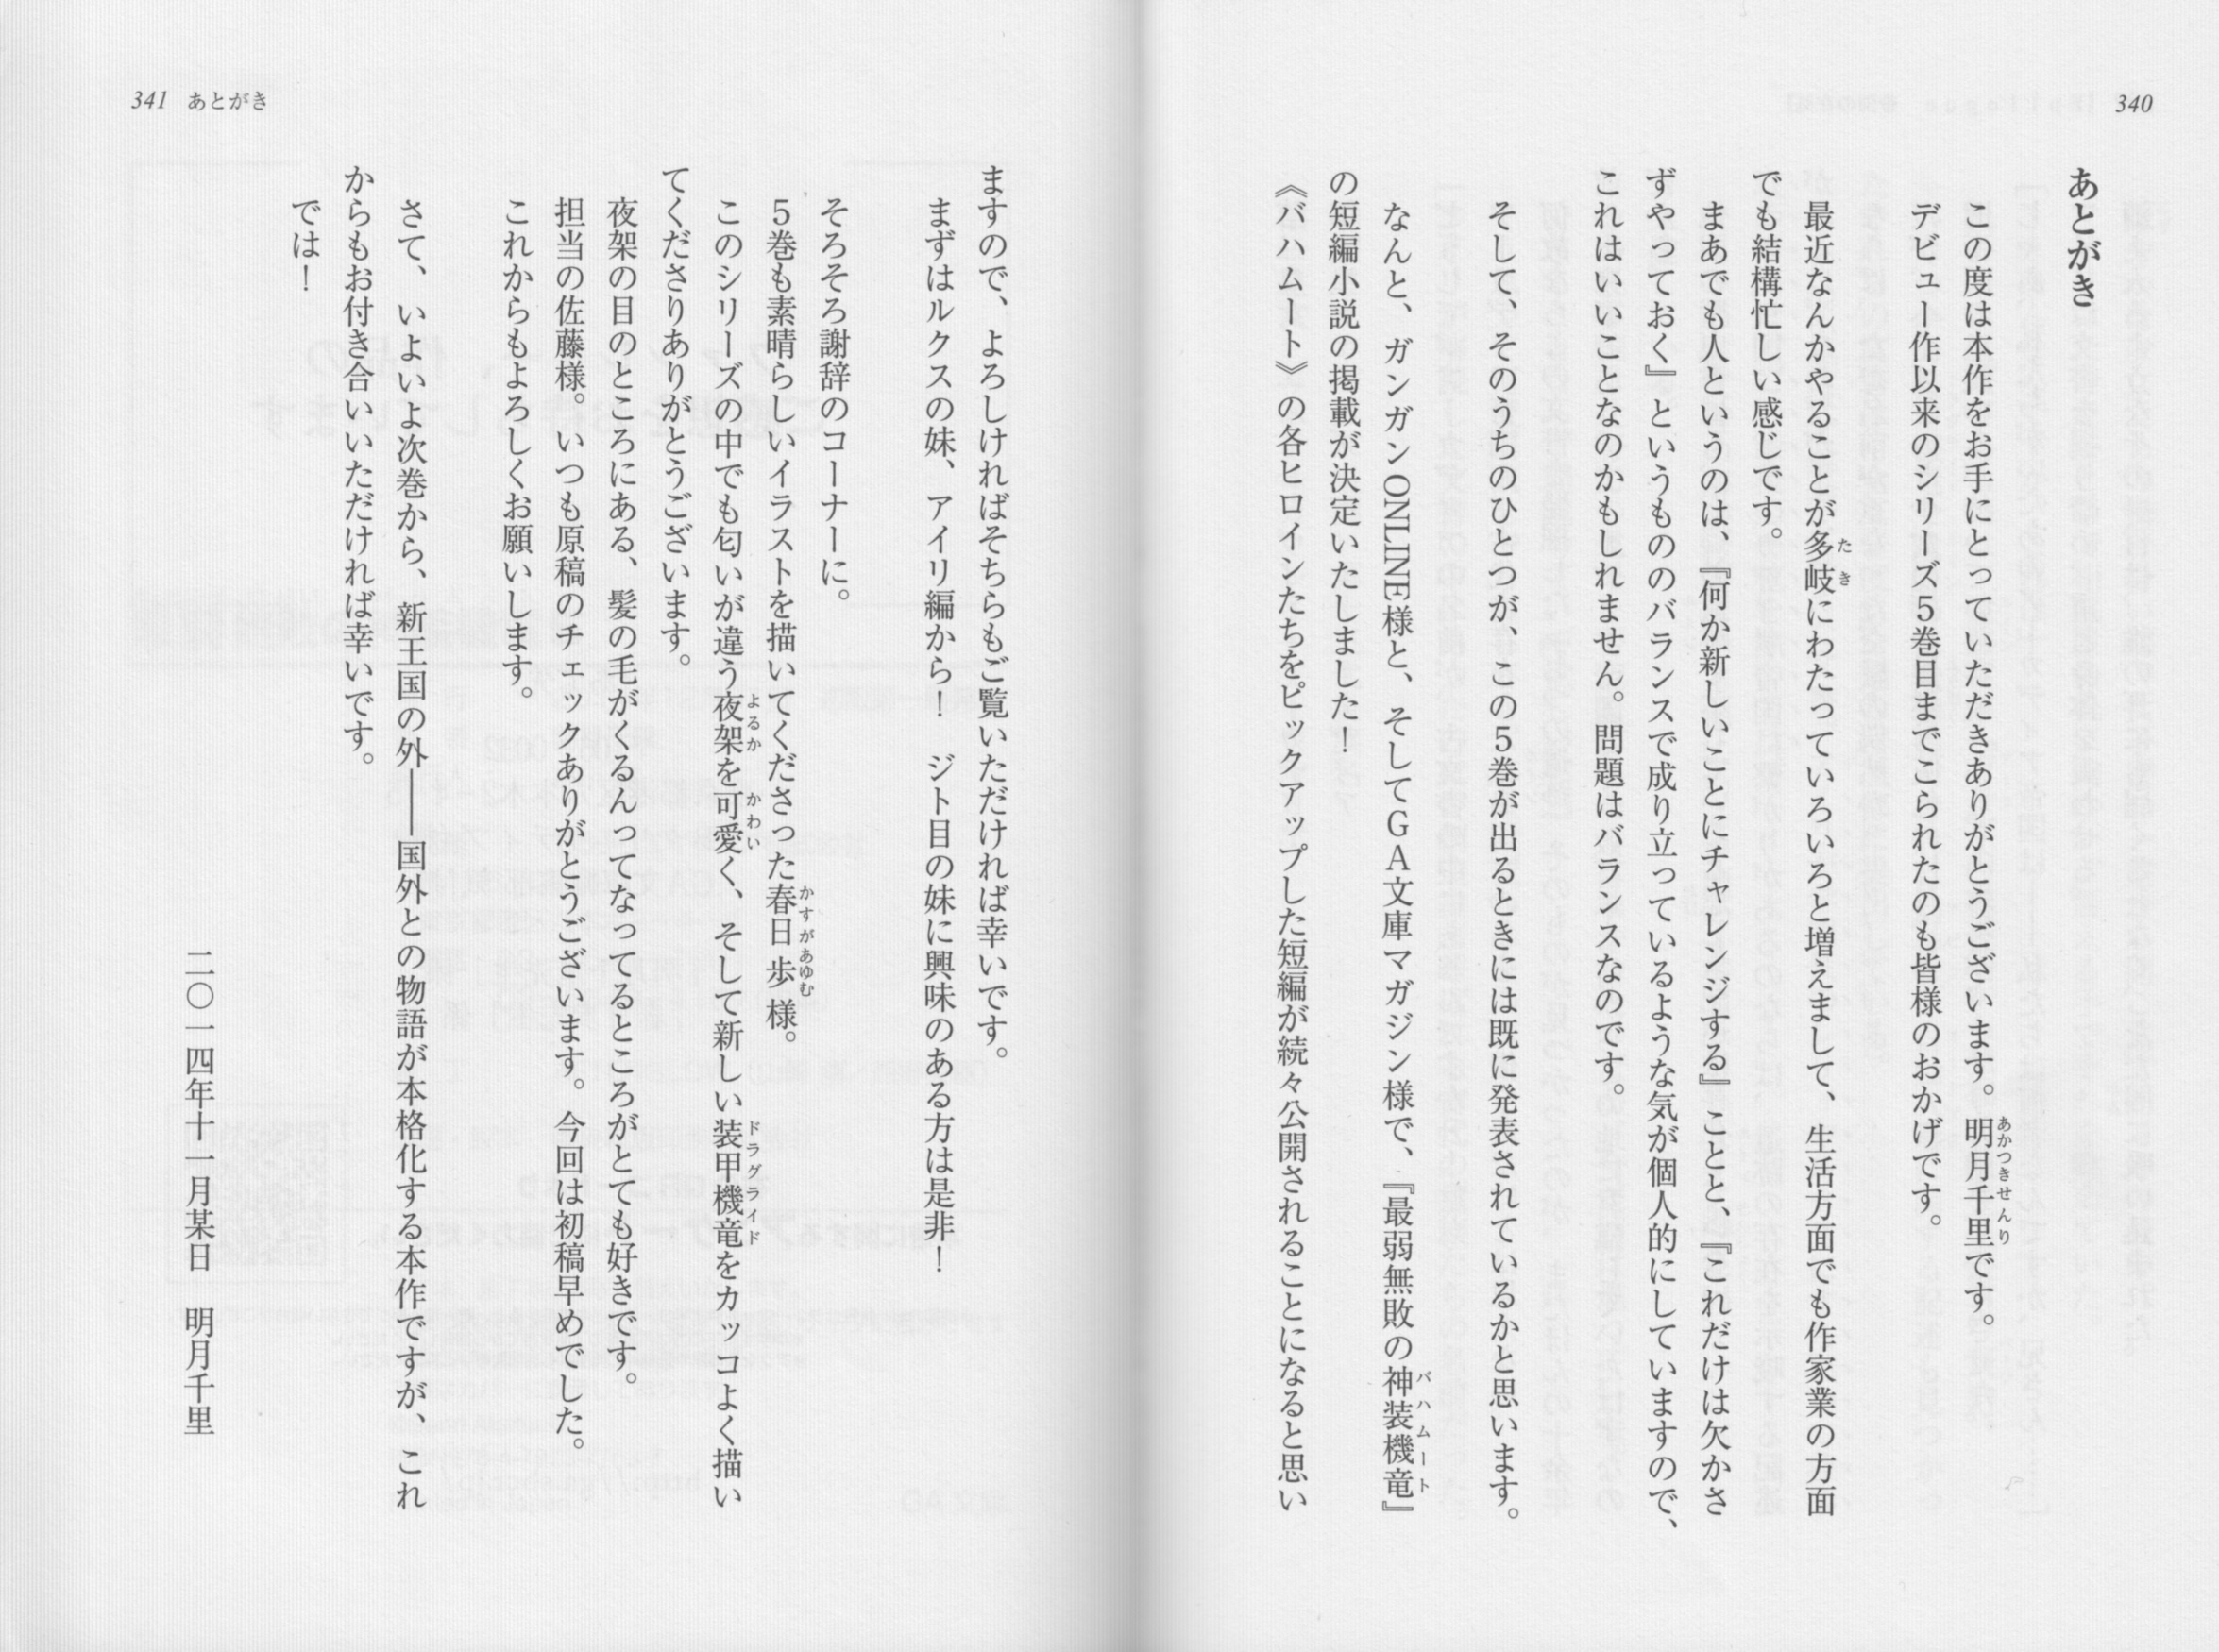 340
あとがき
この度は本作をお手にとっていただきありがとうございます。明月千里です。
デビュー作以来のシリーズ5巻目までこられたのも皆様のおかげです。
最近なんかやることが多岐にわたっていろいろと増えまして、生活方面でも作家業の方面
でも結構忙しい感じです。
まあでも人というのは、『何か新しいことにチャレンジする』ことと、『これだけは欠かさ
ずやっておく』というもののバランスで成り立っているような気が個人的にしていますので、
これはいいことなのかもしれません。問題はバランスなのです。
そして、そのうちのひとつが、この5巻が出るときには既に発表されているかと思います。
なんと、ガンガンONLINE様と、そしてGA文庫マガジン様で、『最弱無敗の神装機竜』
の短編小説の掲載が決定いたしました！
《バハムート》の各ヒロインたちをピックアップした短編が続々公開されることになると思い
341 あとがき
ますので、よろしければそちらもご覧いただければ幸いです。
まずはルクスの妹、アイリ編から！　ジト目の妹に興味のある方は是非！
そろそろ謝辞のコーナーに。
5巻も素晴らしいイラストを描いてくださった春日歩様。
このシリーズの中でも匂いが違う夜架を可愛く、そして新しい装甲機竜をカッコよく描い
てくださりありがとうございます。
夜架の目のところにある、髪の毛がくるんってなってるところがとても好きです。
担当の佐藤様。いつも原稿のチェックありがとうございます。今回は初稿早めでした。
これからもよろしくお願いします。
さて、いよいよ次巻から、新王国の外――国外との物語が本格化する本作ですが、これ
からもお付き合いいただければ幸いです。
では！
二〇一四年十一月某日　明月千里